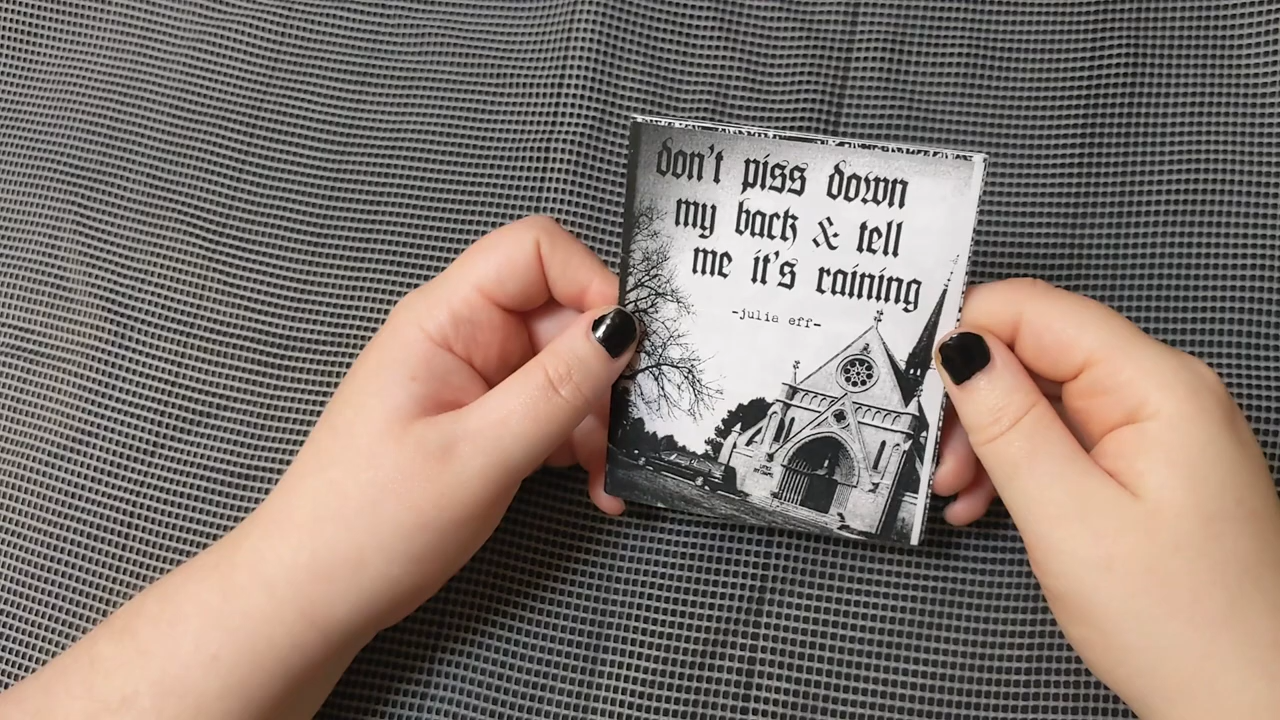 don't piss down
my back & tell
me it's raining
-julia eff-